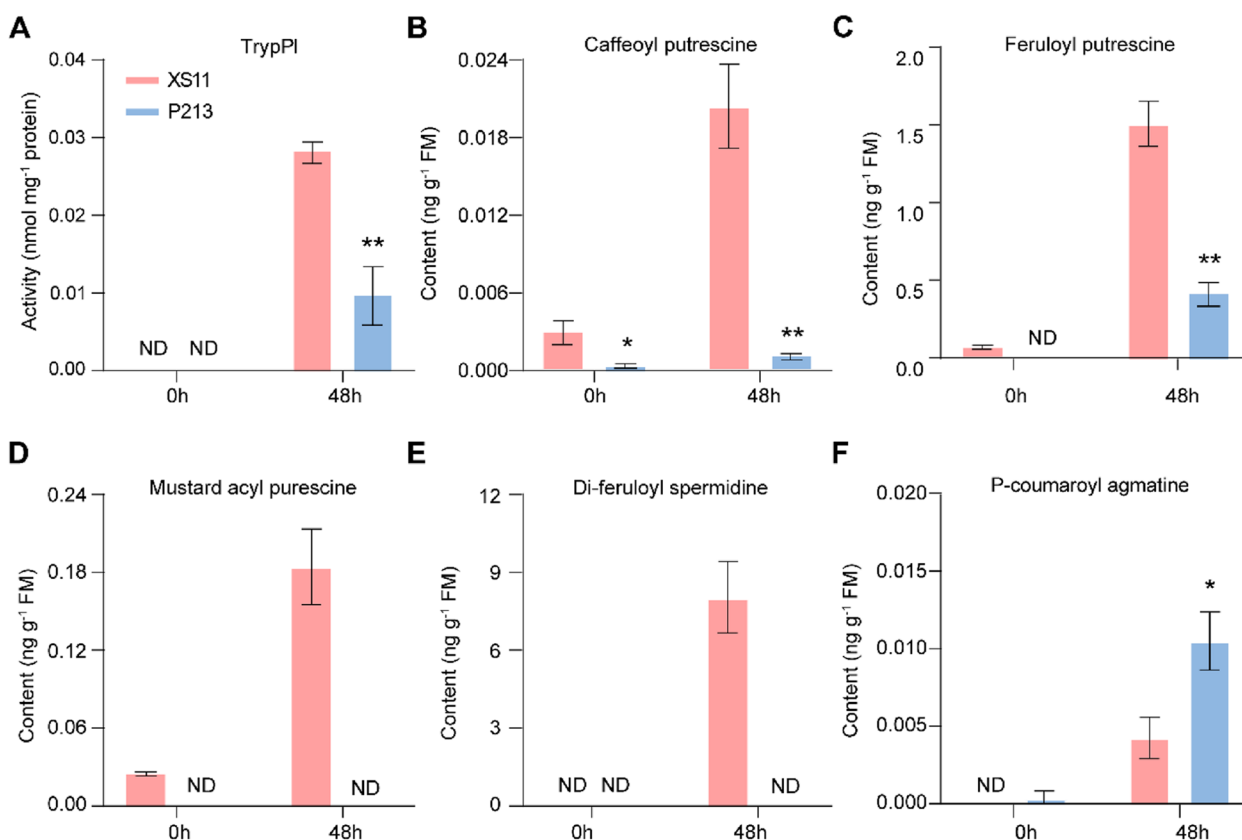 A
TrypPI
XS11
P213
Activity (nmol mg⁻¹ protein)
0.04
0.03
0.02
0.01
0.00
ND ND
**
0h 48h
B
Caffeoyl putrescine
Content (ng g⁻¹ FM)
0.024
0.018
0.012
0.006
0.000
*
**
0h 48h
C
Feruloyl putrescine
Content (ng g⁻¹ FM)
2.0
1.5
1.0
0.5
0.0
ND
**
0h 48h
D
Mustard acyl purescine
Content (ng g⁻¹ FM)
0.24
0.18
0.12
0.06
0.00
ND ND
0h 48h
E
Di-feruloyl spermidine
Content (ng g⁻¹ FM)
12
9
6
3
0
ND ND ND
0h 48h
F
P-coumaroyl agmatine
Content (ng g⁻¹ FM)
0.020
0.015
0.010
0.005
0.000
ND
*
0h 48h